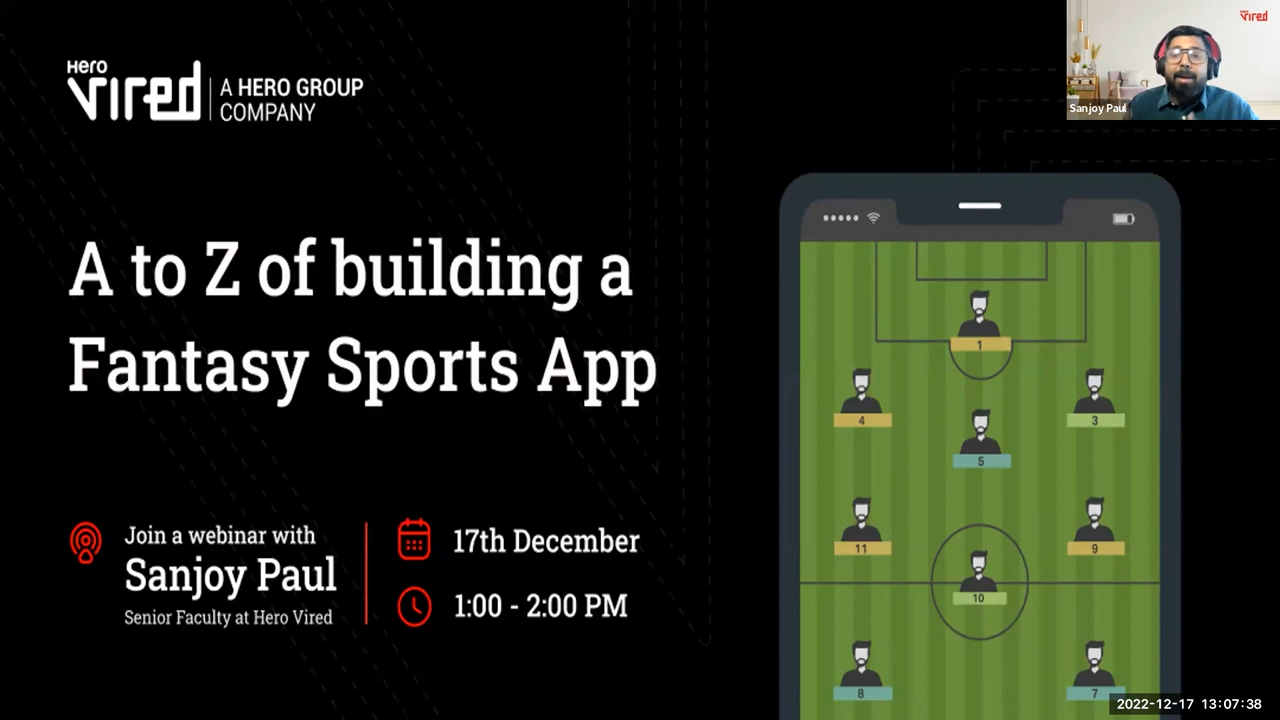 Hero
vired
A HERO GROUP
COMPANY
vired
Sanjoy Paul
A to Z of building a
Fantasy Sports App
Join a webinar with
Sanjoy Paul
Senior Faculty at Hero Vired
17th December
1:00 - 2:00 PM
1
4
3
5
11
9
10
8
7
2022-12-17 13:07:38